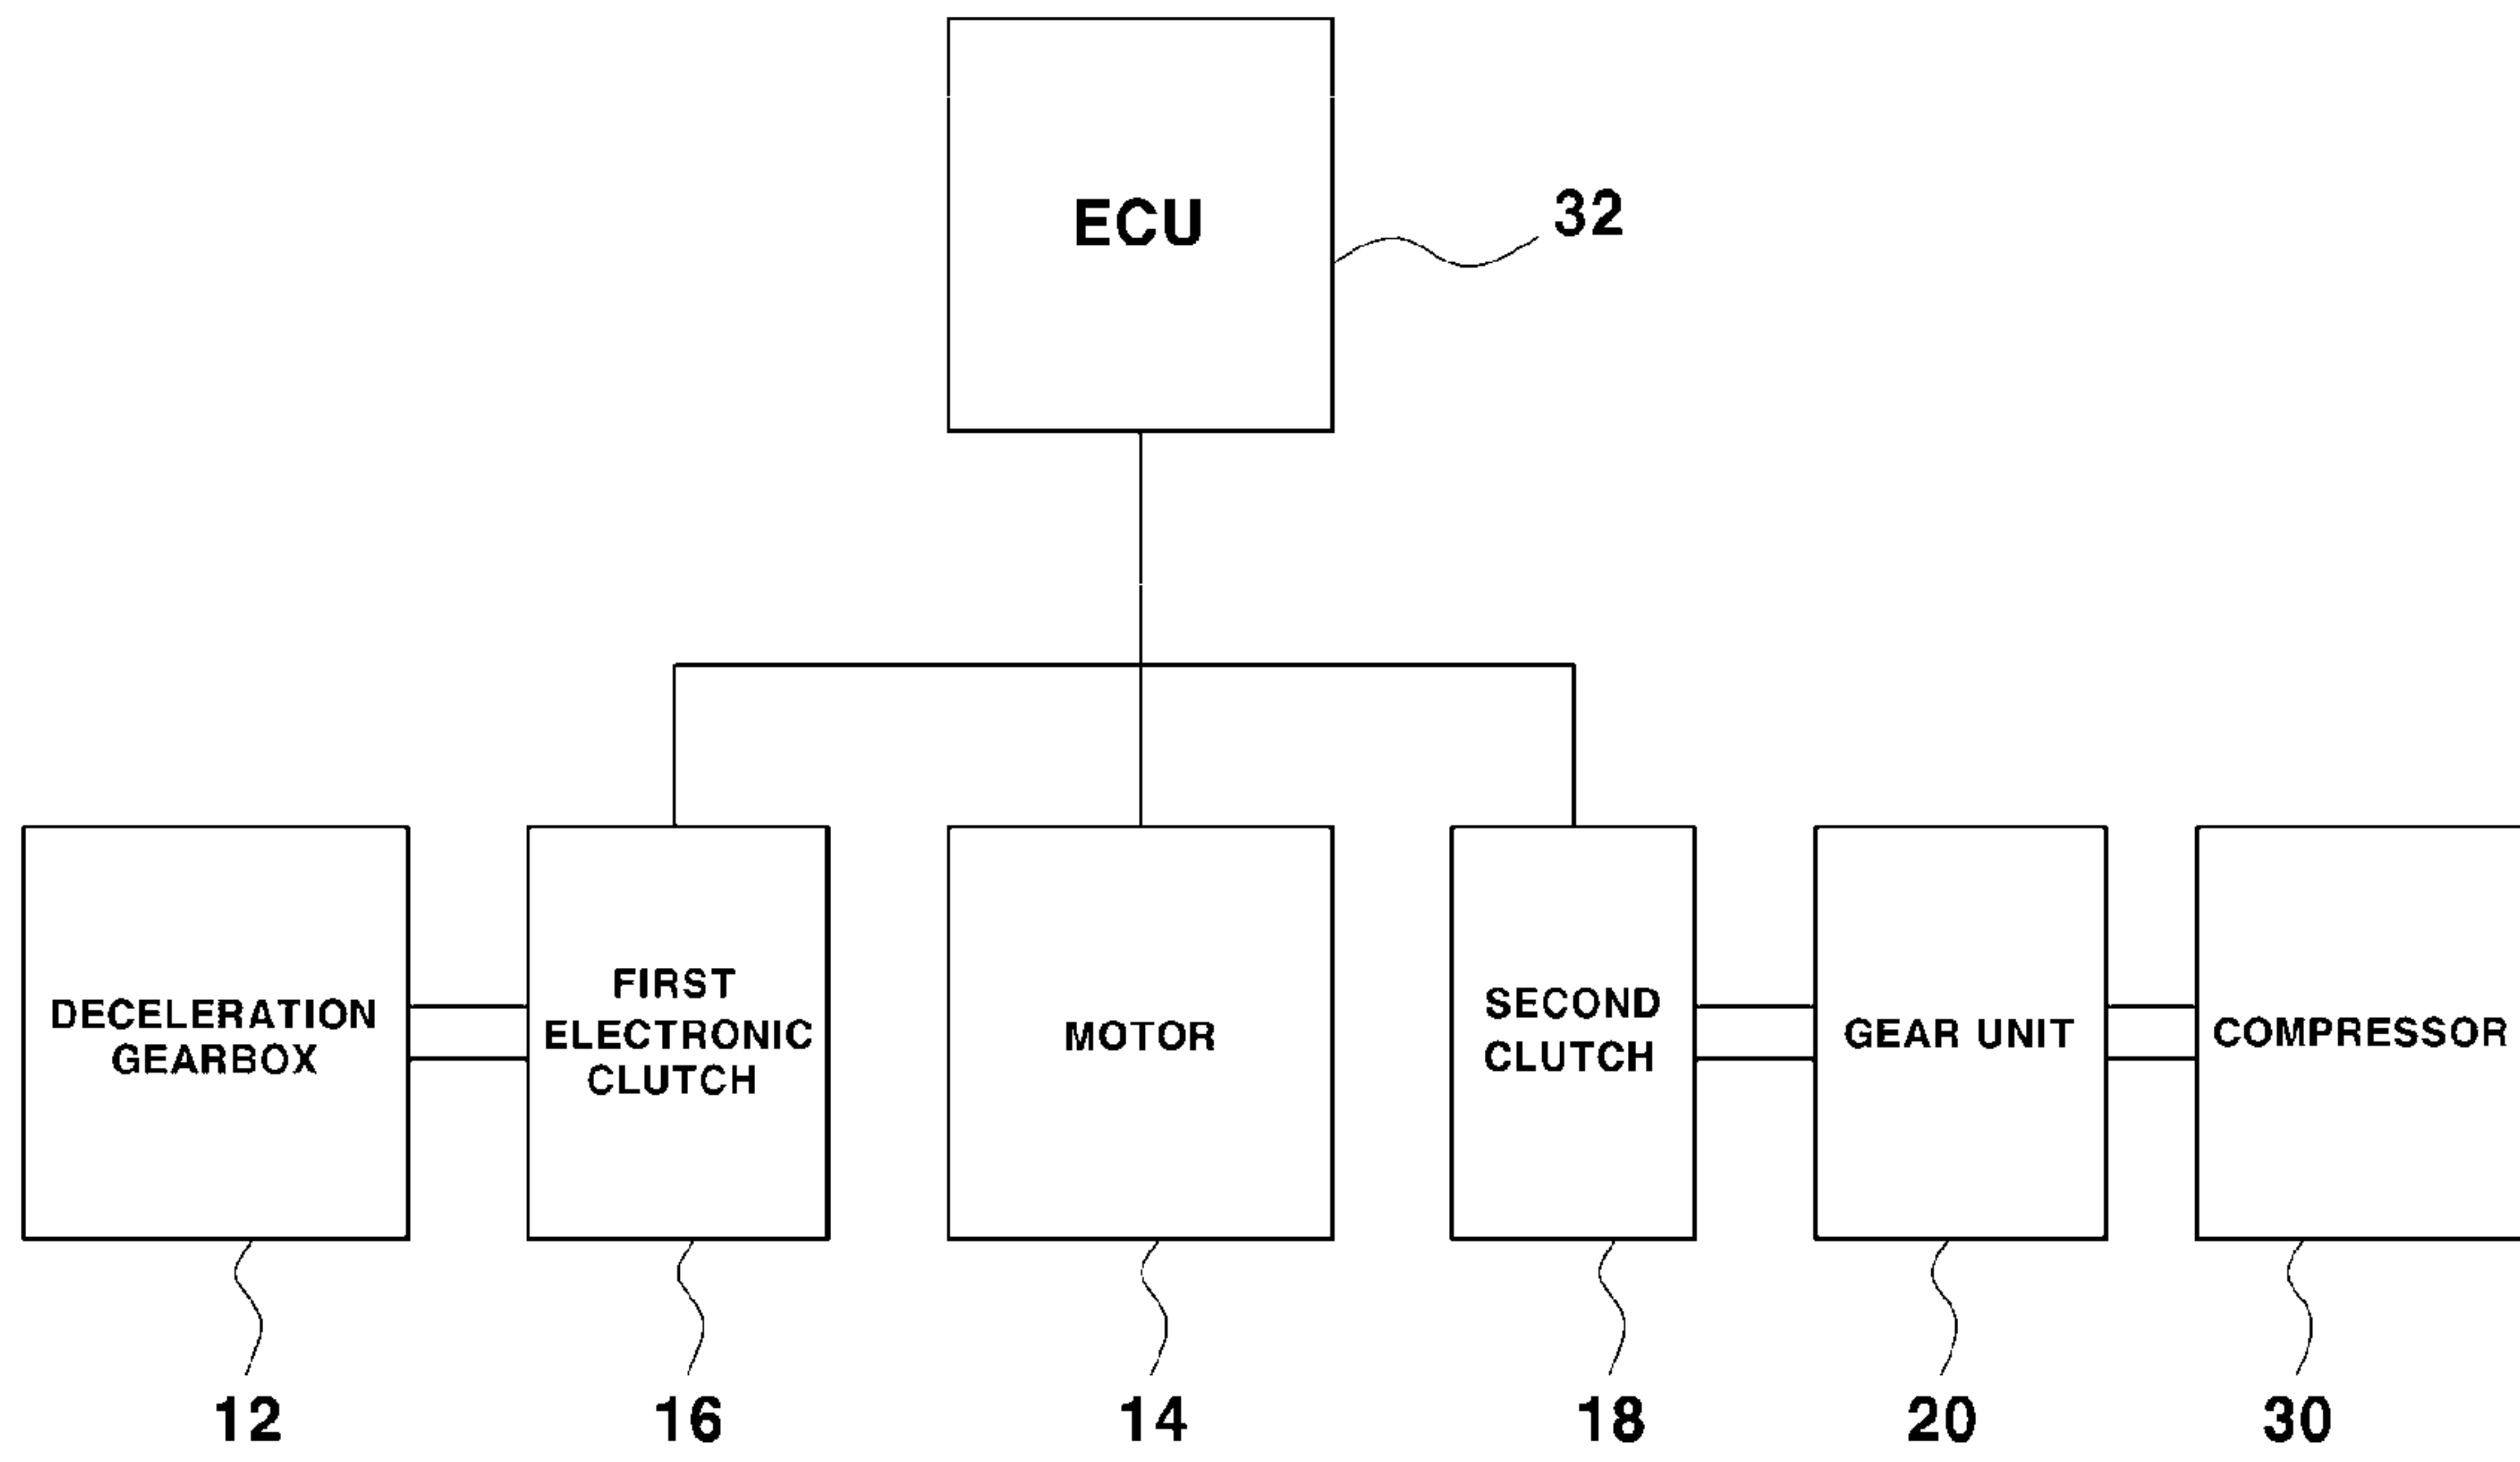 ECU
32
DECELERATION
GEARBOX
FIRST
ELECTRONIC
CLUTCH
MOTOR
SECOND
CLUTCH
GEAR UNIT
COMPRESSOR
12
16
14
18
20
30